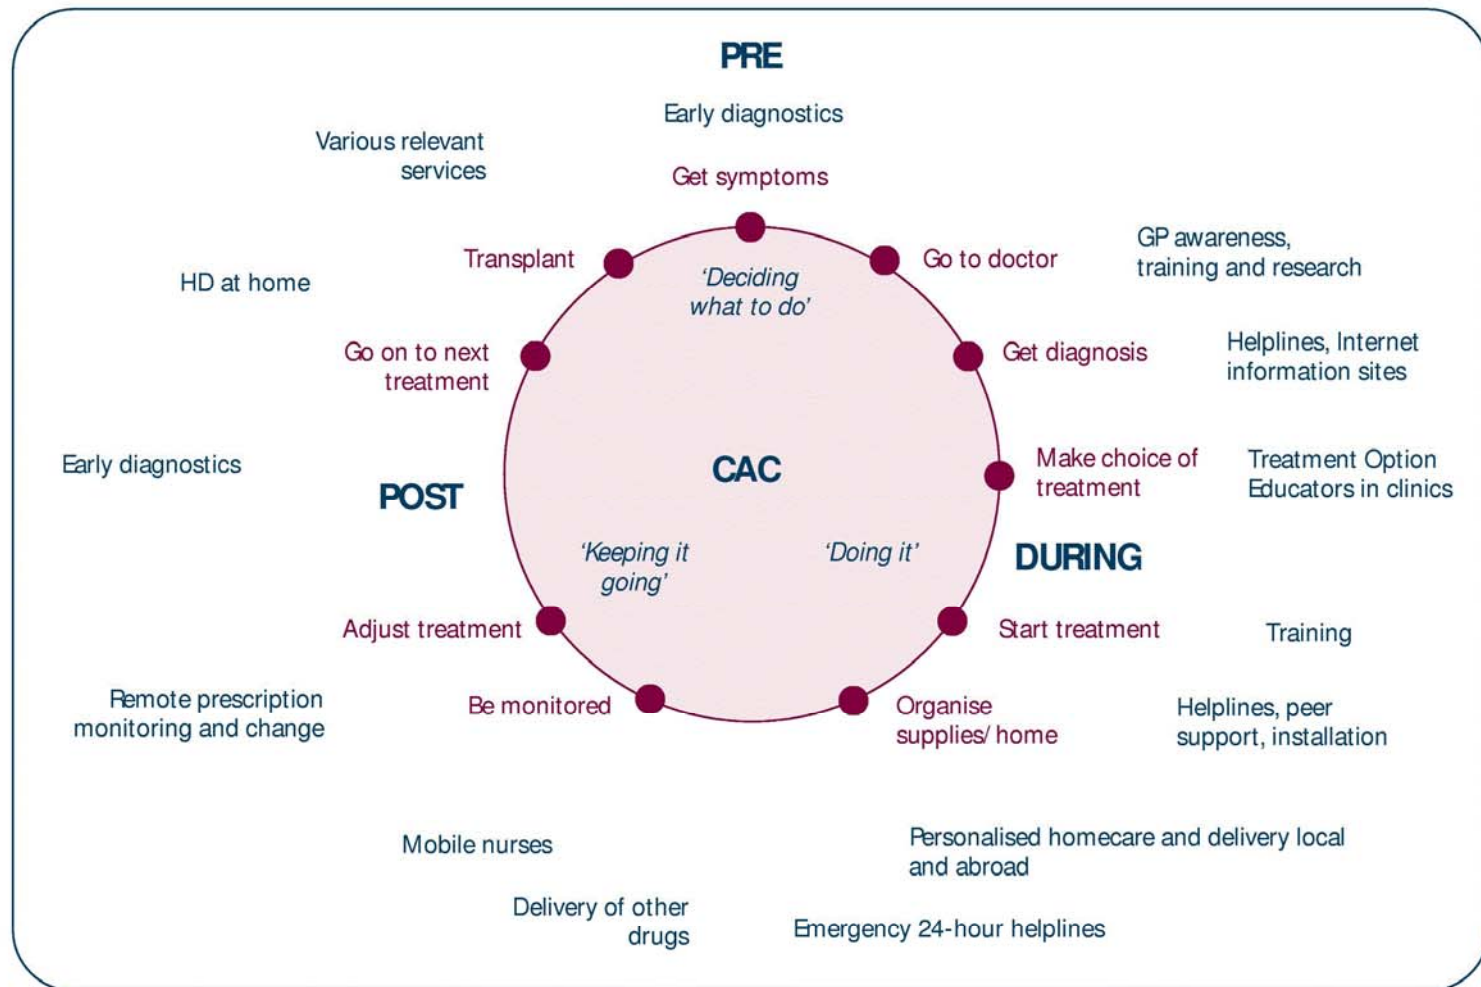 PRE
Early diagnostics
Various relevant
services
Get symptoms
Transplant
Go to doctor
GP awareness,
training and research
'Deciding
what to do'
HD at home
Go on to next
treatment
Get diagnosis
Helplines, Internet
information sites
Early diagnostics
POST
CAC
Make choice of
treatment
Treatment Option
Educators in clinics
'Keeping it
going'
'Doing it'
DURING
Adjust treatment
Start treatment
Training
Remote prescription
monitoring and change
Be monitored
Organise
supplies/ home
Helplines, peer
support, installation
Mobile nurses
Personalised homecare and delivery local
and abroad
Delivery of other
drugs
Emergency 24-hour helplines